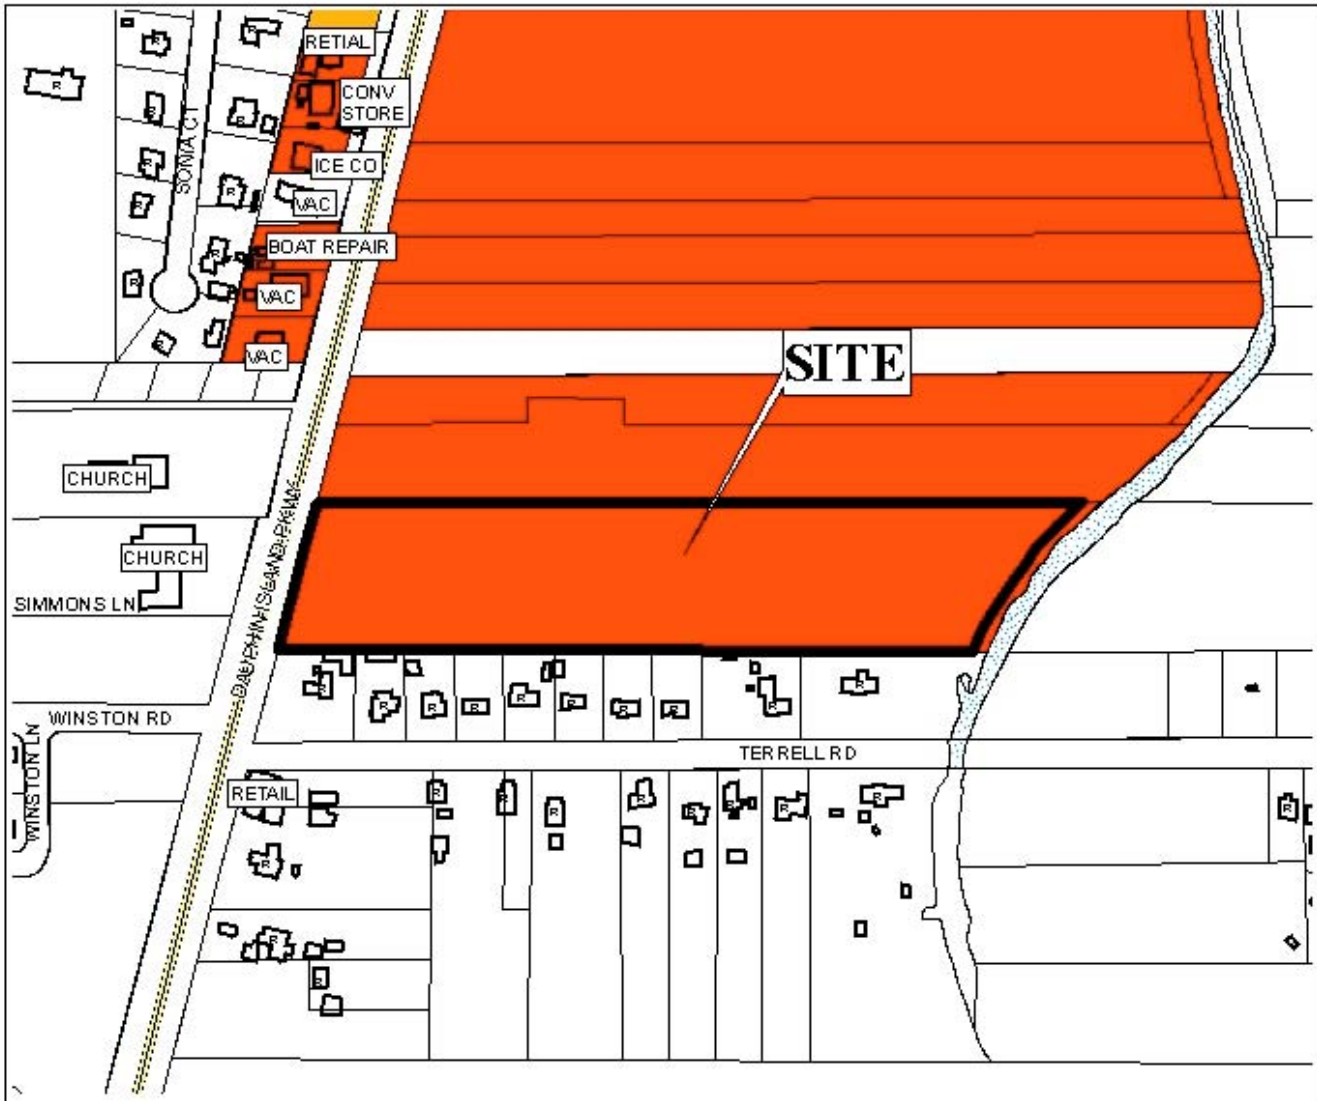 RETIAL
CONV
STORE
SONIA CT
ICE CO
VAC
BOAT REPAIR
VAC
VAC
SITE
CHURCH
CHURCH
SIMMONS LN
DAUPHIN ISLAND PKWY
WINSTON RD
WINSTON LN
TERRELL RD
RETAIL